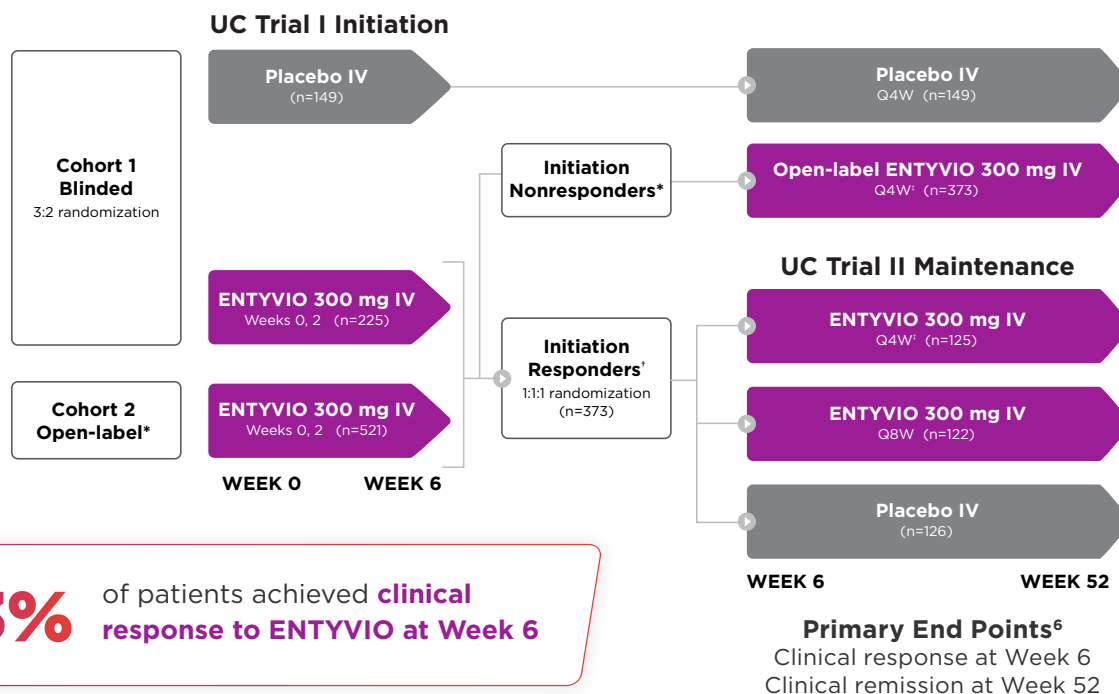 UC Trial I Initiation
Cohort 1
Blinded
3:2 randomization
Placebo IV
(n=149)
Placebo IV
Q4W (n=149)
Initiation
Nonresponders*
Open-label ENTYVIO 300 mg IV
Q4W‡ (n=373)
ENTYVIO 300 mg IV
Weeks 0, 2 (n=225)
Cohort 2
Open-label*
ENTYVIO 300 mg IV
Weeks 0, 2 (n=521)
WEEK 0 WEEK 6
Initiation
Responders†
1:1:1 randomization
(n=373)
UC Trial II Maintenance
ENTYVIO 300 mg IV
Q4W‡ (n=125)
ENTYVIO 300 mg IV
Q8W (n=122)
Placebo IV
(n=126)
WEEK 6 WEEK 52
Primary End Points⁶
Clinical response at Week 6
Clinical remission at Week 52
% of patients achieved clinical
response to ENTYVIO at Week 6